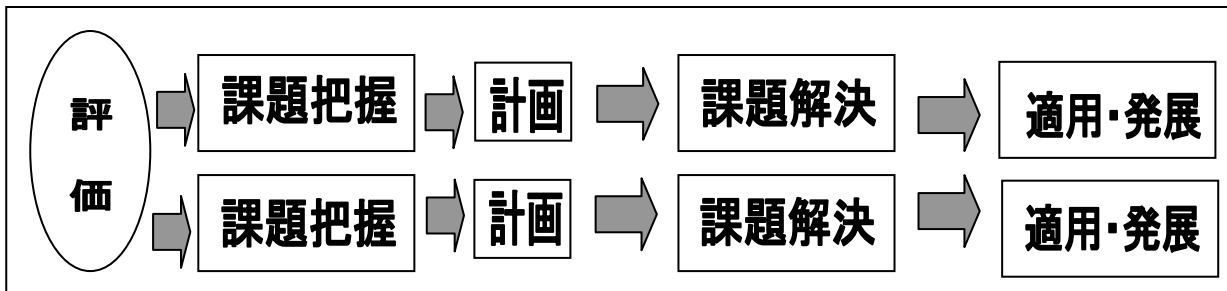 評価
課題把握
計画
課題解決
適用・発展
課題把握
計画
課題解決
適用・発展